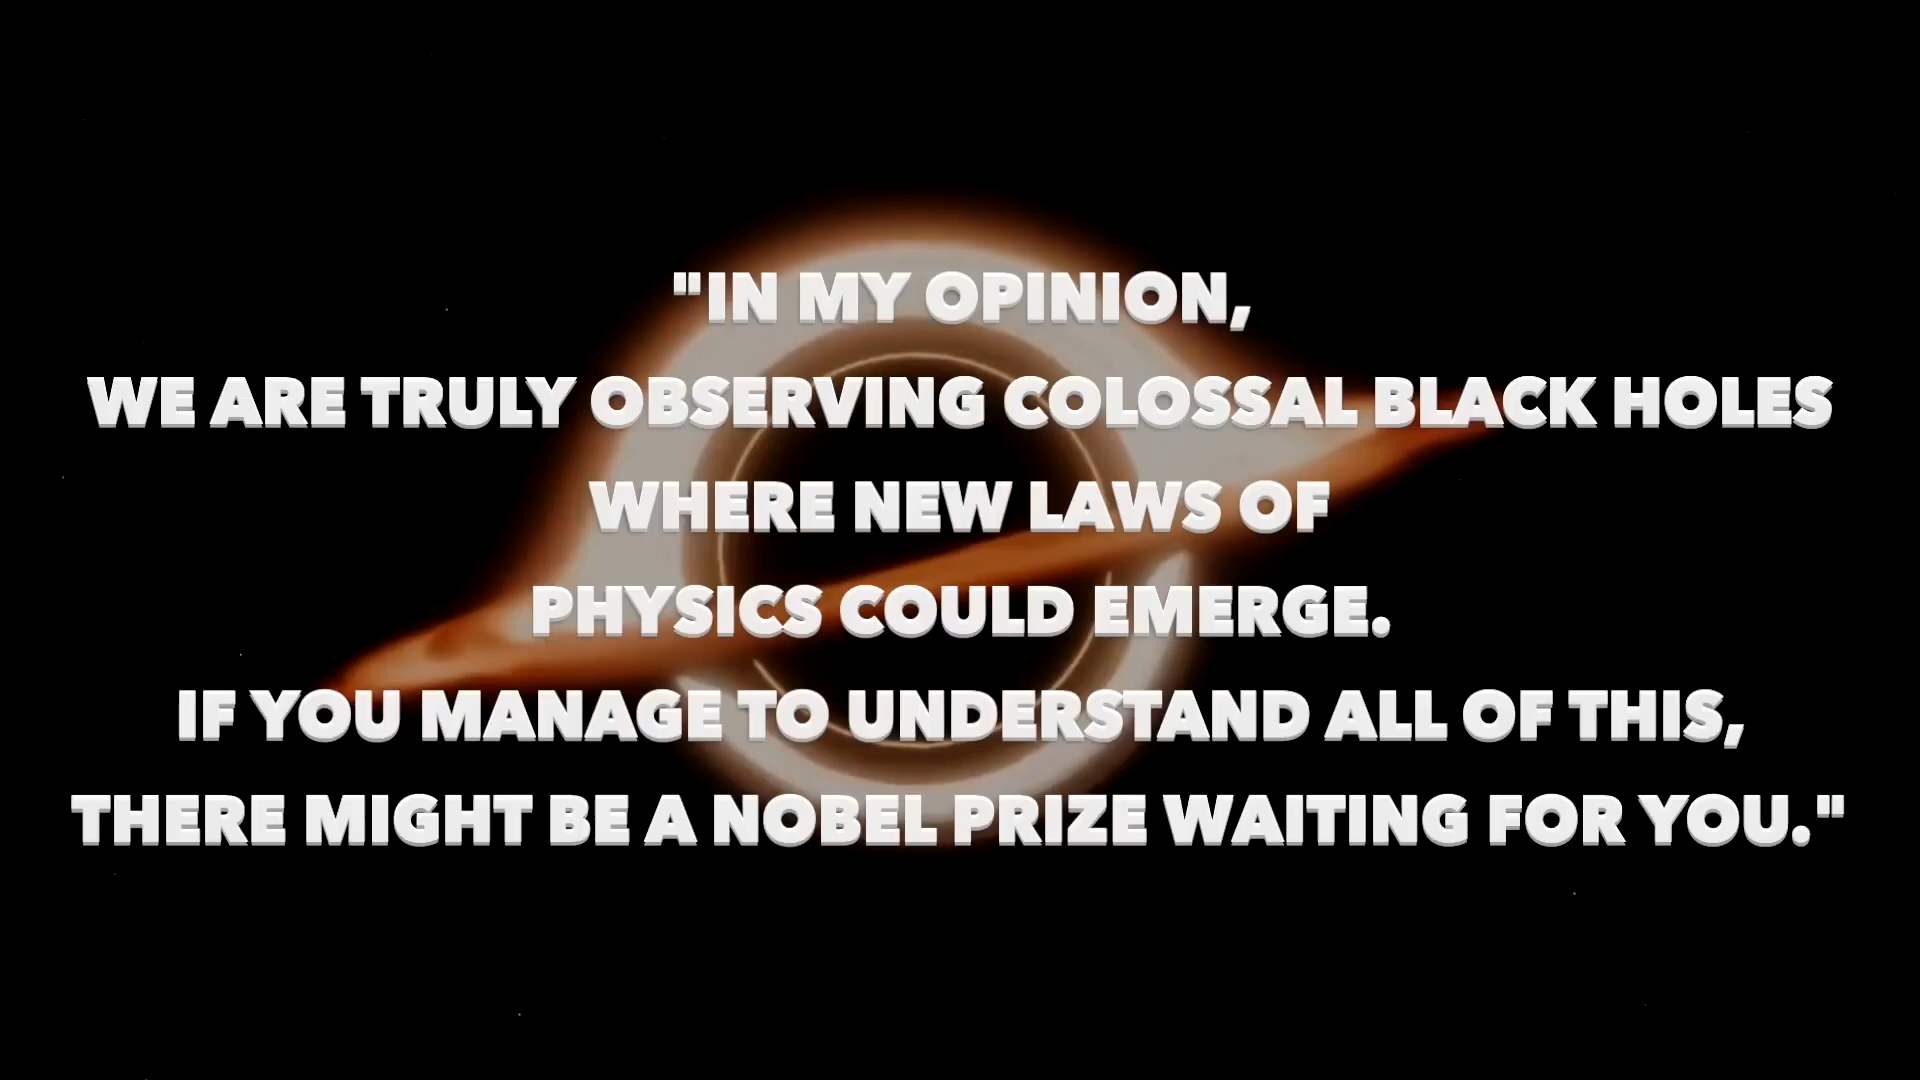 "IN MY OPINION,
WE ARE TRULY OBSERVING COLOSSAL BLACK HOLES
WHERE NEW LAWS OF
PHYSICS COULD EMERGE.
IF YOU MANAGE TO UNDERSTAND ALL OF THIS,
THERE MIGHT BE A NOBEL PRIZE WAITING FOR YOU."